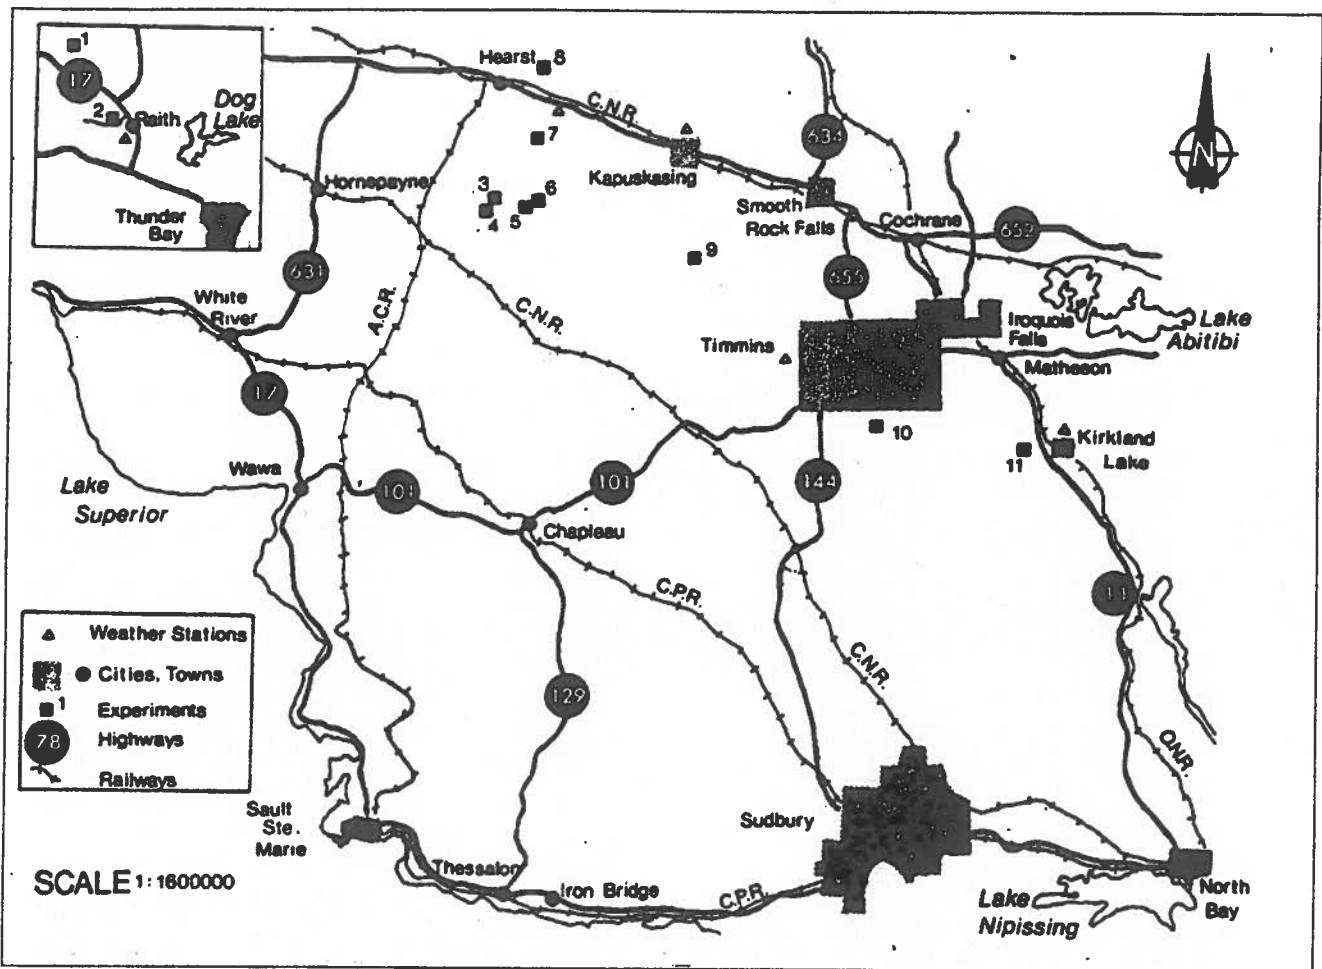 1
17
2
Raith
Dog
Lake
Thunder
Bay
Hearst
8
C.N.R.
7
Kapuskasing
634
Hornepayne
3
4
5
6
Smooth
Rock Falls
Cochrane
652
9
655
631
White
River
A.C.R.
C.N.R.
Timmins
Iroquois
Falls
Lake
Abitibi
Matheson
17
10
11
Kirkland
Lake
Wawa
Lake
Superior
101
101
144
Chapleau
C.P.R.
11
Weather Stations
Cities, Towns
1
Experiments
78
Highways
Railways
129
C.N.R.
O.N.R.
Sault
Ste.
Marie
Sudbury
Thessalon
Iron Bridge
C.P.R.
SCALE 1:1600000
Lake
Nipissing
North
Bay
N